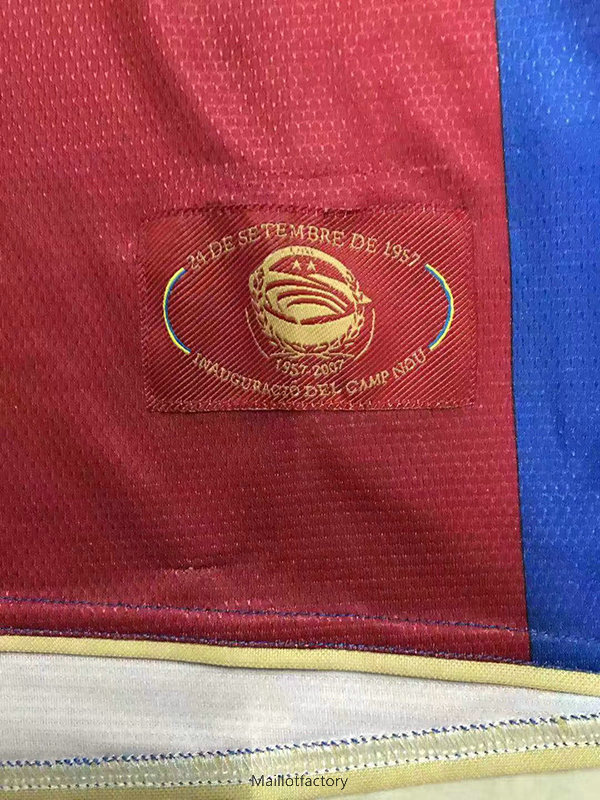 24 DE SETEMBRE DE 1957
1957-2007
INAUGURACIÓ DEL CAMP NOU
Maillotfactory